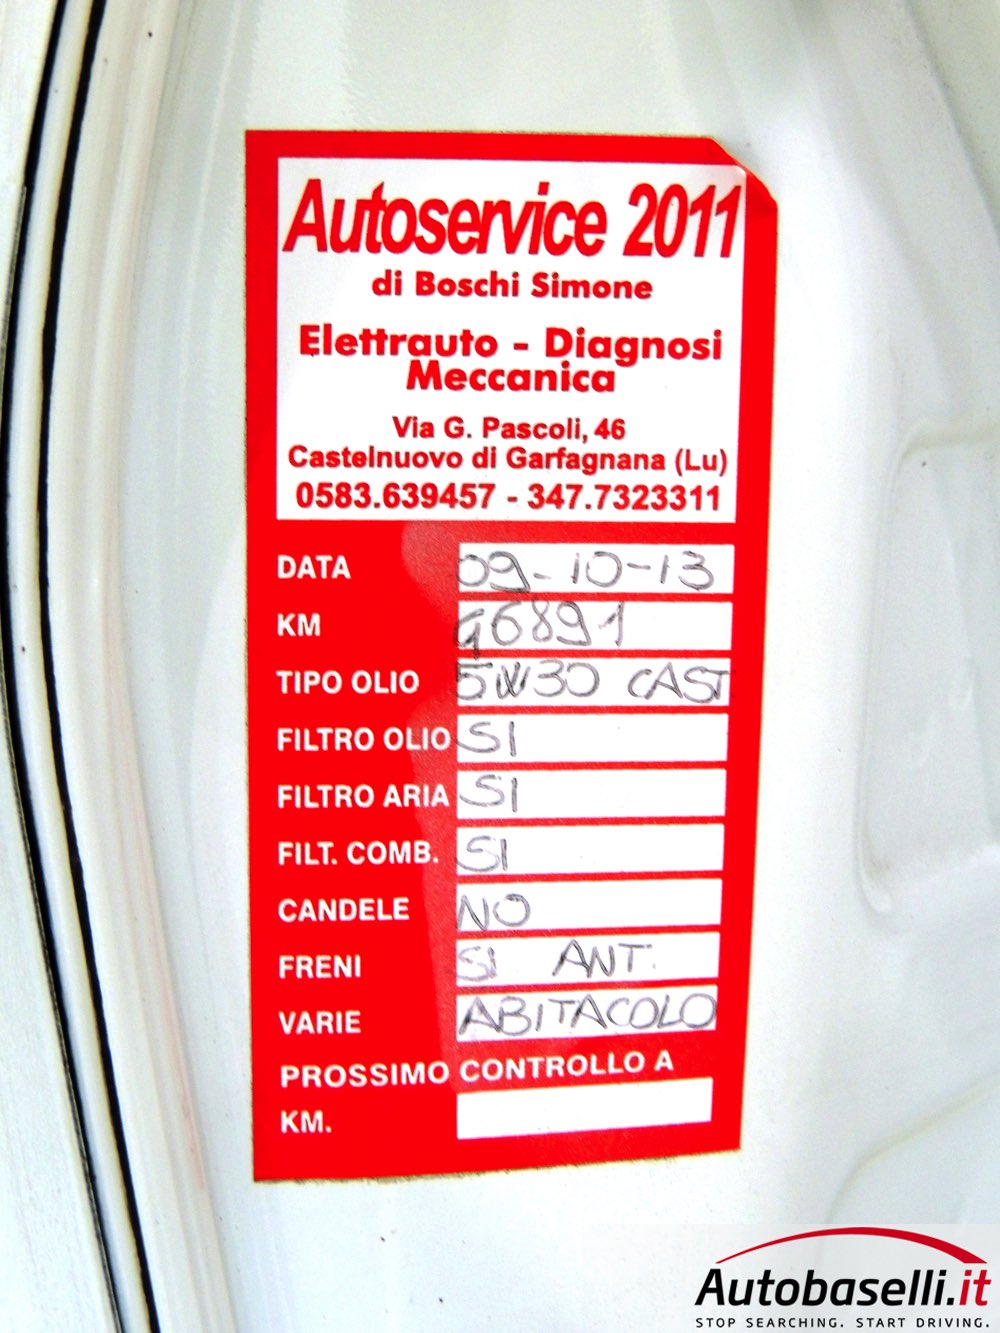 Autoservice 2011
di Boschi Simone
Elettrauto - Diagnosi
Meccanica
Via G. Pascoli, 46
Castelnuovo di Garfagnana (Lu)
0583.639457 - 347.7323311
DATA 09-10-13
KM 46891
TIPO OLIO 5W30 CAST
FILTRO OLIO SI
FILTRO ARIA SI
FILT. COMB. SI
CANDELE NO
FRENI SI ANT.
VARIE ABITACOLO
PROSSIMO CONTROLLO A
KM.
Autobaselli.it
STOP SEARCHING. START DRIVING.